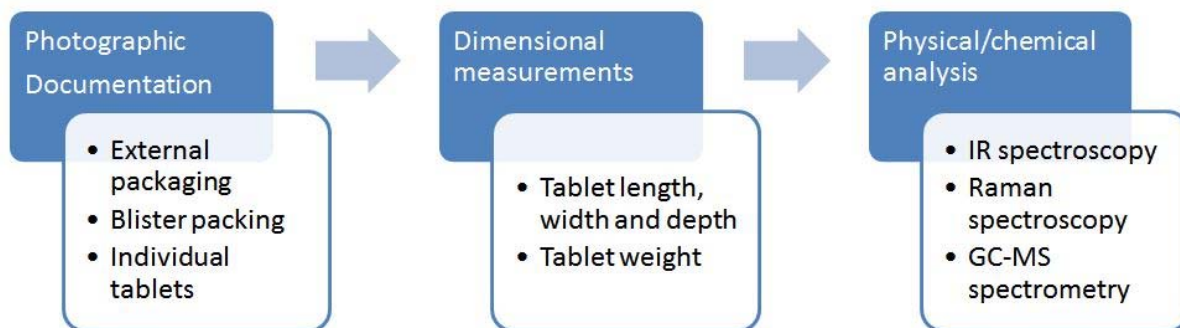 Photographic
Documentation
• External
packaging
• Blister packing
• Individual
tablets
Dimensional
measurements
• Tablet length,
width and depth
• Tablet weight
Physical/chemical
analysis
• IR spectroscopy
• Raman
spectroscopy
• GC-MS
spectrometry